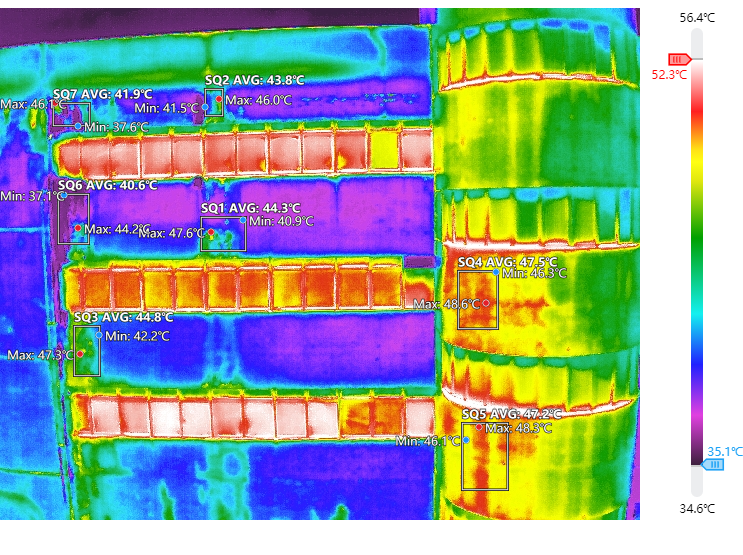 56.4℃
SQ2 AVG: 43.8℃
52.3℃
SQ7 AVG: 41.9℃
Max: 46.1℃
Min: 41.5℃
Max: 46.0℃
Min: 37.6℃
SQ6 AVG: 40.6℃
Min: 37.1℃
SQ1 AVG: 44.3℃
Min: 40.9℃
Max: 44.2℃
Max: 47.6℃
SQ4 AVG: 47.5℃
Min: 46.3℃
Max: 48.6℃
SQ3 AVG: 44.8℃
Min: 42.2℃
Max: 47.3℃
SQ5 AVG: 47.2℃
Max: 48.3℃
Min: 46.1℃
35.1℃
34.6℃